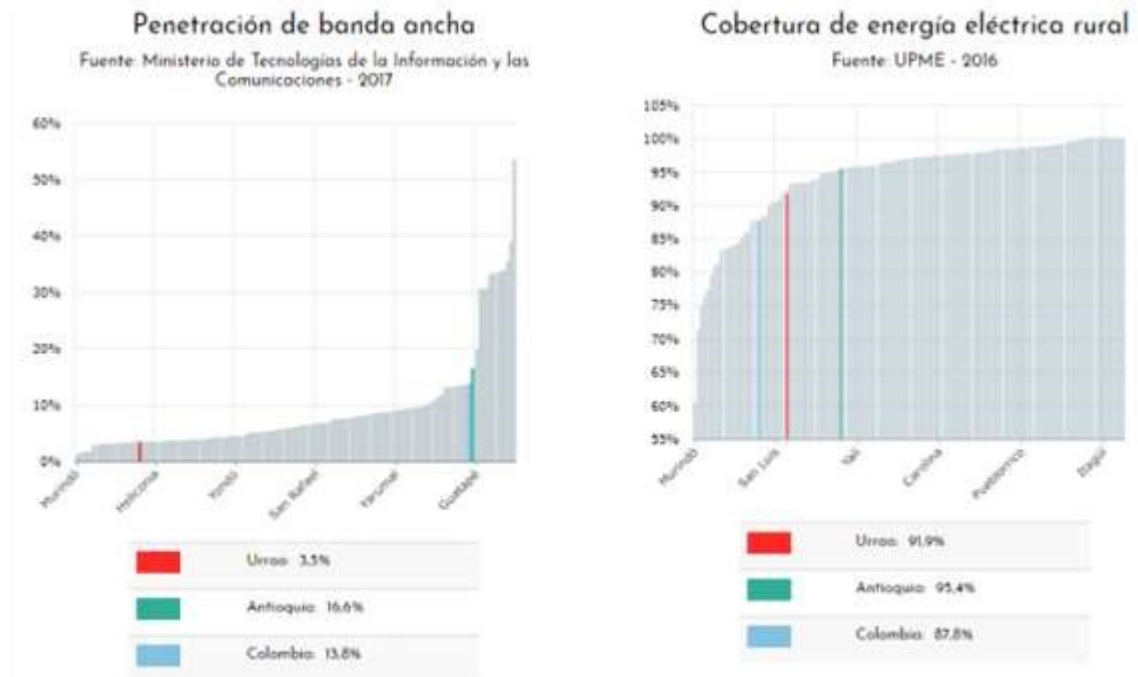 Penetración de banda ancha
Fuente: Ministerio de Tecnologías de la Información y las
Comunicaciones - 2017
60%
50%
40%
30%
20%
10%
0%
Murindó
Heliconia
Yondó
San Rafael
Yarumal
Guatapé
Urrao: 3,5%
Antioquia: 16,6%
Colombia: 13,8%
Cobertura de energía eléctrica rural
Fuente: UPME - 2016
105%
100%
95%
90%
85%
80%
75%
70%
65%
60%
55%
Murindó
San Luis
Yalí
Carolina
Pueblorrico
Itagüí
Urrao: 91,9%
Antioquia: 95,4%
Colombia: 87,8%